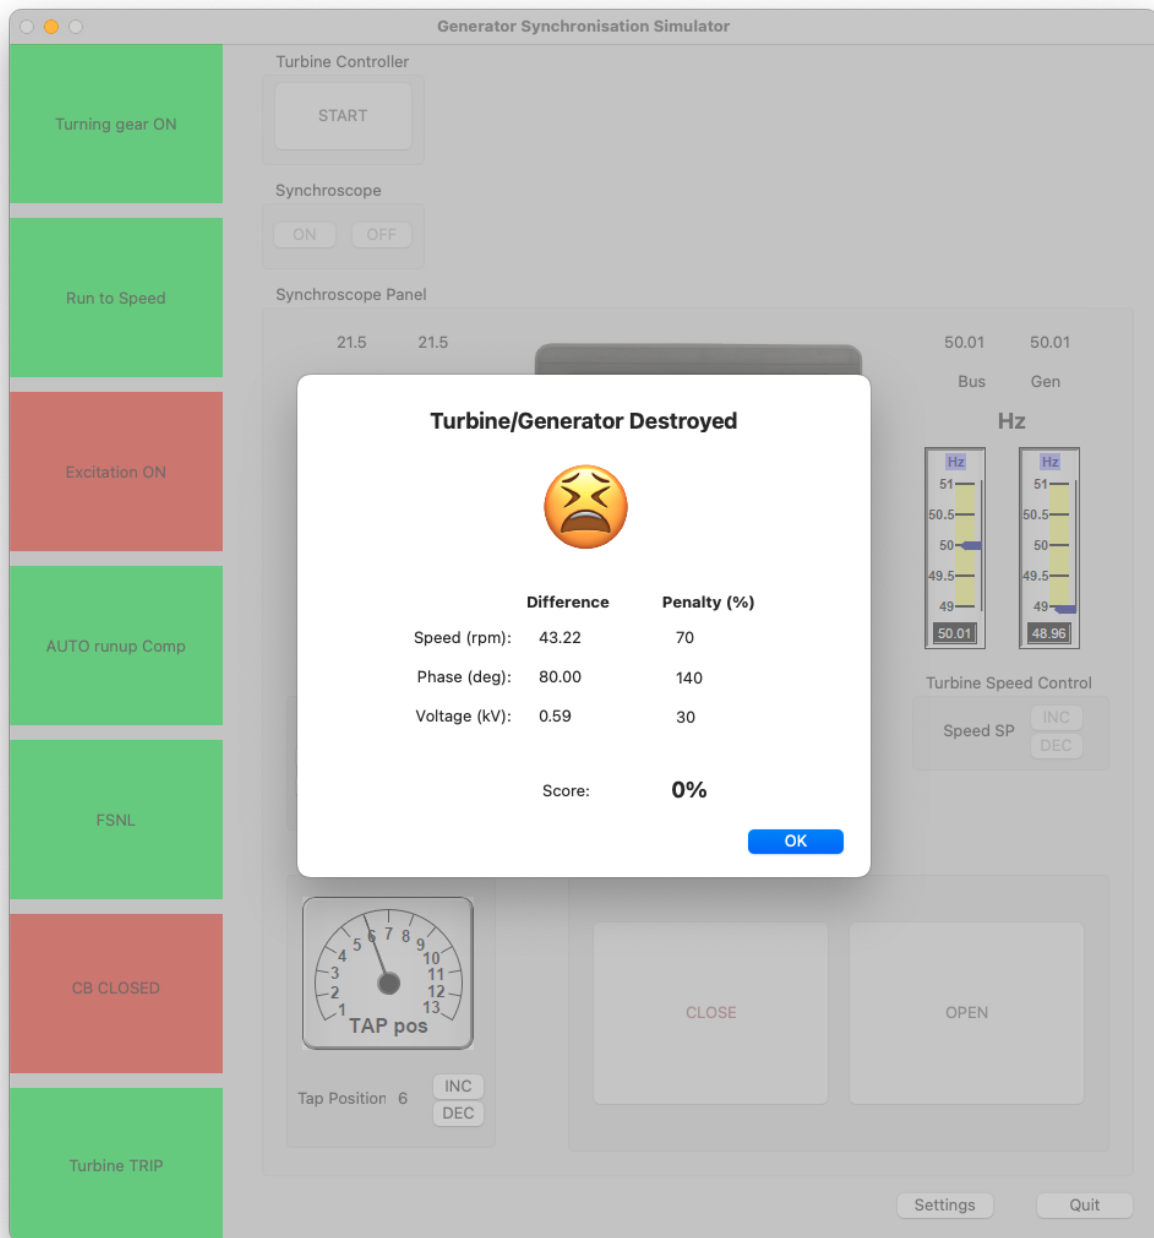 Generator Synchronisation Simulator
Turning gear ON
Run to Speed
Excitation ON
AUTO runup Comp
FSNL
CB CLOSED
Turbine TRIP
Turbine Controller
START
Synchroscope
ON OFF
Synchroscope Panel
21.5 21.5
50.01 50.01
Bus Gen
Hz
Hz Hz
51 51
50.5 50.5
50 50
49.5 49.5
49 49
50.01 48.96
Turbine Speed Control
Speed SP
INC
DEC
Turbine/Generator Destroyed
Difference Penalty (%)
Speed (rpm): 43.22 70
Phase (deg): 80.00 140
Voltage (kV): 0.59 30
Score: 0%
OK
1 2 3 4 5 6 7 8 9 10 11 12 13
TAP pos
Tap Position 6
INC
DEC
CLOSE OPEN
Settings Quit